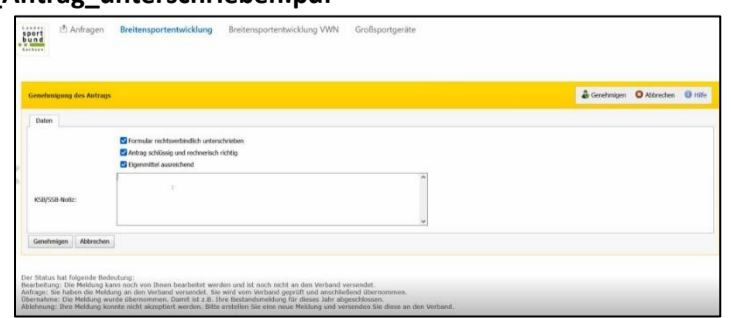 Antrag_unterschrieben.pdf
Landes
sport
bund
Sachsen
Anfragen Breitensportentwicklung Breitensportentwicklung VWN Großsportgeräte
Genehmigung des Antrags Genehmigen Abbrechen Hilfe
Daten
Formular rechtsverbindlich unterschrieben
Antrag schlüssig und rechnerisch richtig
Eigenmittel ausreichend
KSB/SSB-Notiz:
Genehmigen Abbrechen
Der Status hat folgende Bedeutung:
Bearbeitung: Die Meldung kann noch von Ihnen bearbeitet werden und ist noch nicht an den Verband versendet.
Anfrage: Sie haben die Meldung an den Verband versendet. Sie wird vom Verband geprüft und anschließend übernommen.
Übernahme: Die Meldung wurde übernommen. Damit ist z.B. Ihre Bestandsmeldung für dieses Jahr abgeschlossen.
Ablehnung: Ihre Meldung konnte nicht akzeptiert werden. Bitte erstellen Sie eine neue Meldung und versenden Sie diese an den Verband.